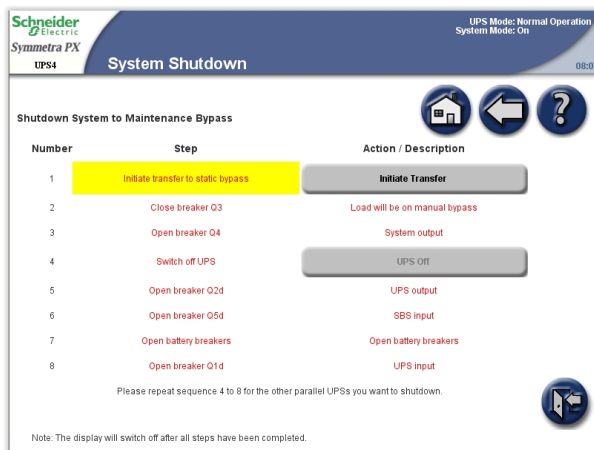 Schneider
Electric
Symmetra PX
UPS4
System Shutdown
UPS Mode: Normal Operation
System Mode: On
08:0
Shutdown System to Maintenance Bypass
?
Number Step Action / Description
1 Initiate transfer to static bypass Initiate Transfer
2 Close breaker Q3 Load will be on manual bypass
3 Open breaker Q4 System output
4 Switch off UPS UPS Off
5 Open breaker Q2d UPS output
6 Open breaker Q5d SBS input
7 Open battery breakers Open battery breakers
8 Open breaker Q1d UPS input
Please repeat sequence 4 to 8 for the other parallel UPSs you want to shutdown.
Note: The display will switch off after all steps have been completed.